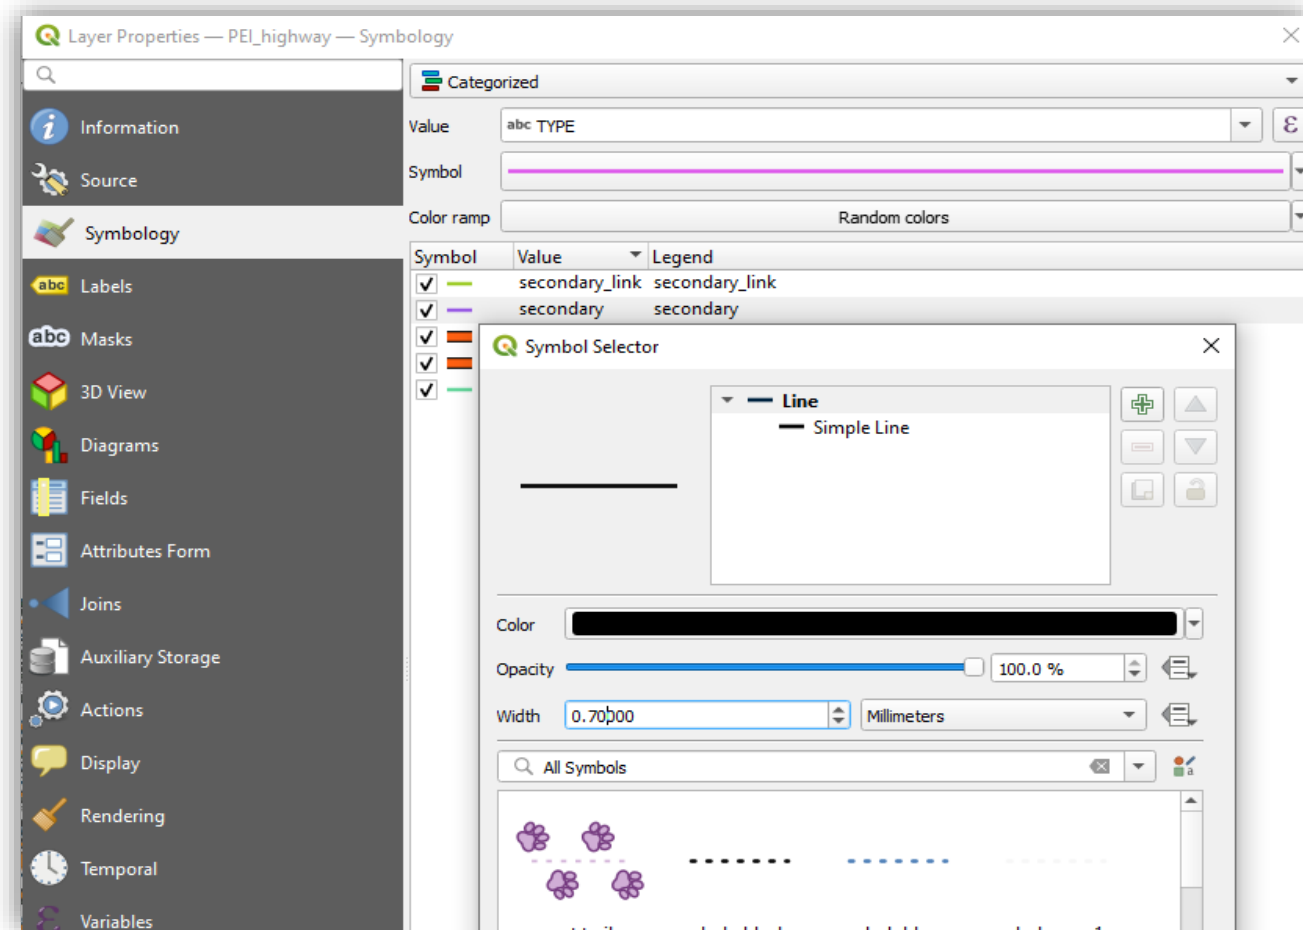 Layer Properties — PEI_highway — Symbology
Categorized
Information
Value abc TYPE ε
Source
Symbol
Symbology
Color ramp Random colors
Symbol Value Legend
secondary_link secondary_link
abc Labels
secondary secondary
abc Masks
Symbol Selector
3D View
Line
Simple Line
Diagrams
Fields
Attributes Form
Joins
Color
Auxiliary Storage
Opacity 100.0 %
Actions
Width 0.70000 Millimeters
Display
All Symbols
a
Rendering
Temporal
ε Variables